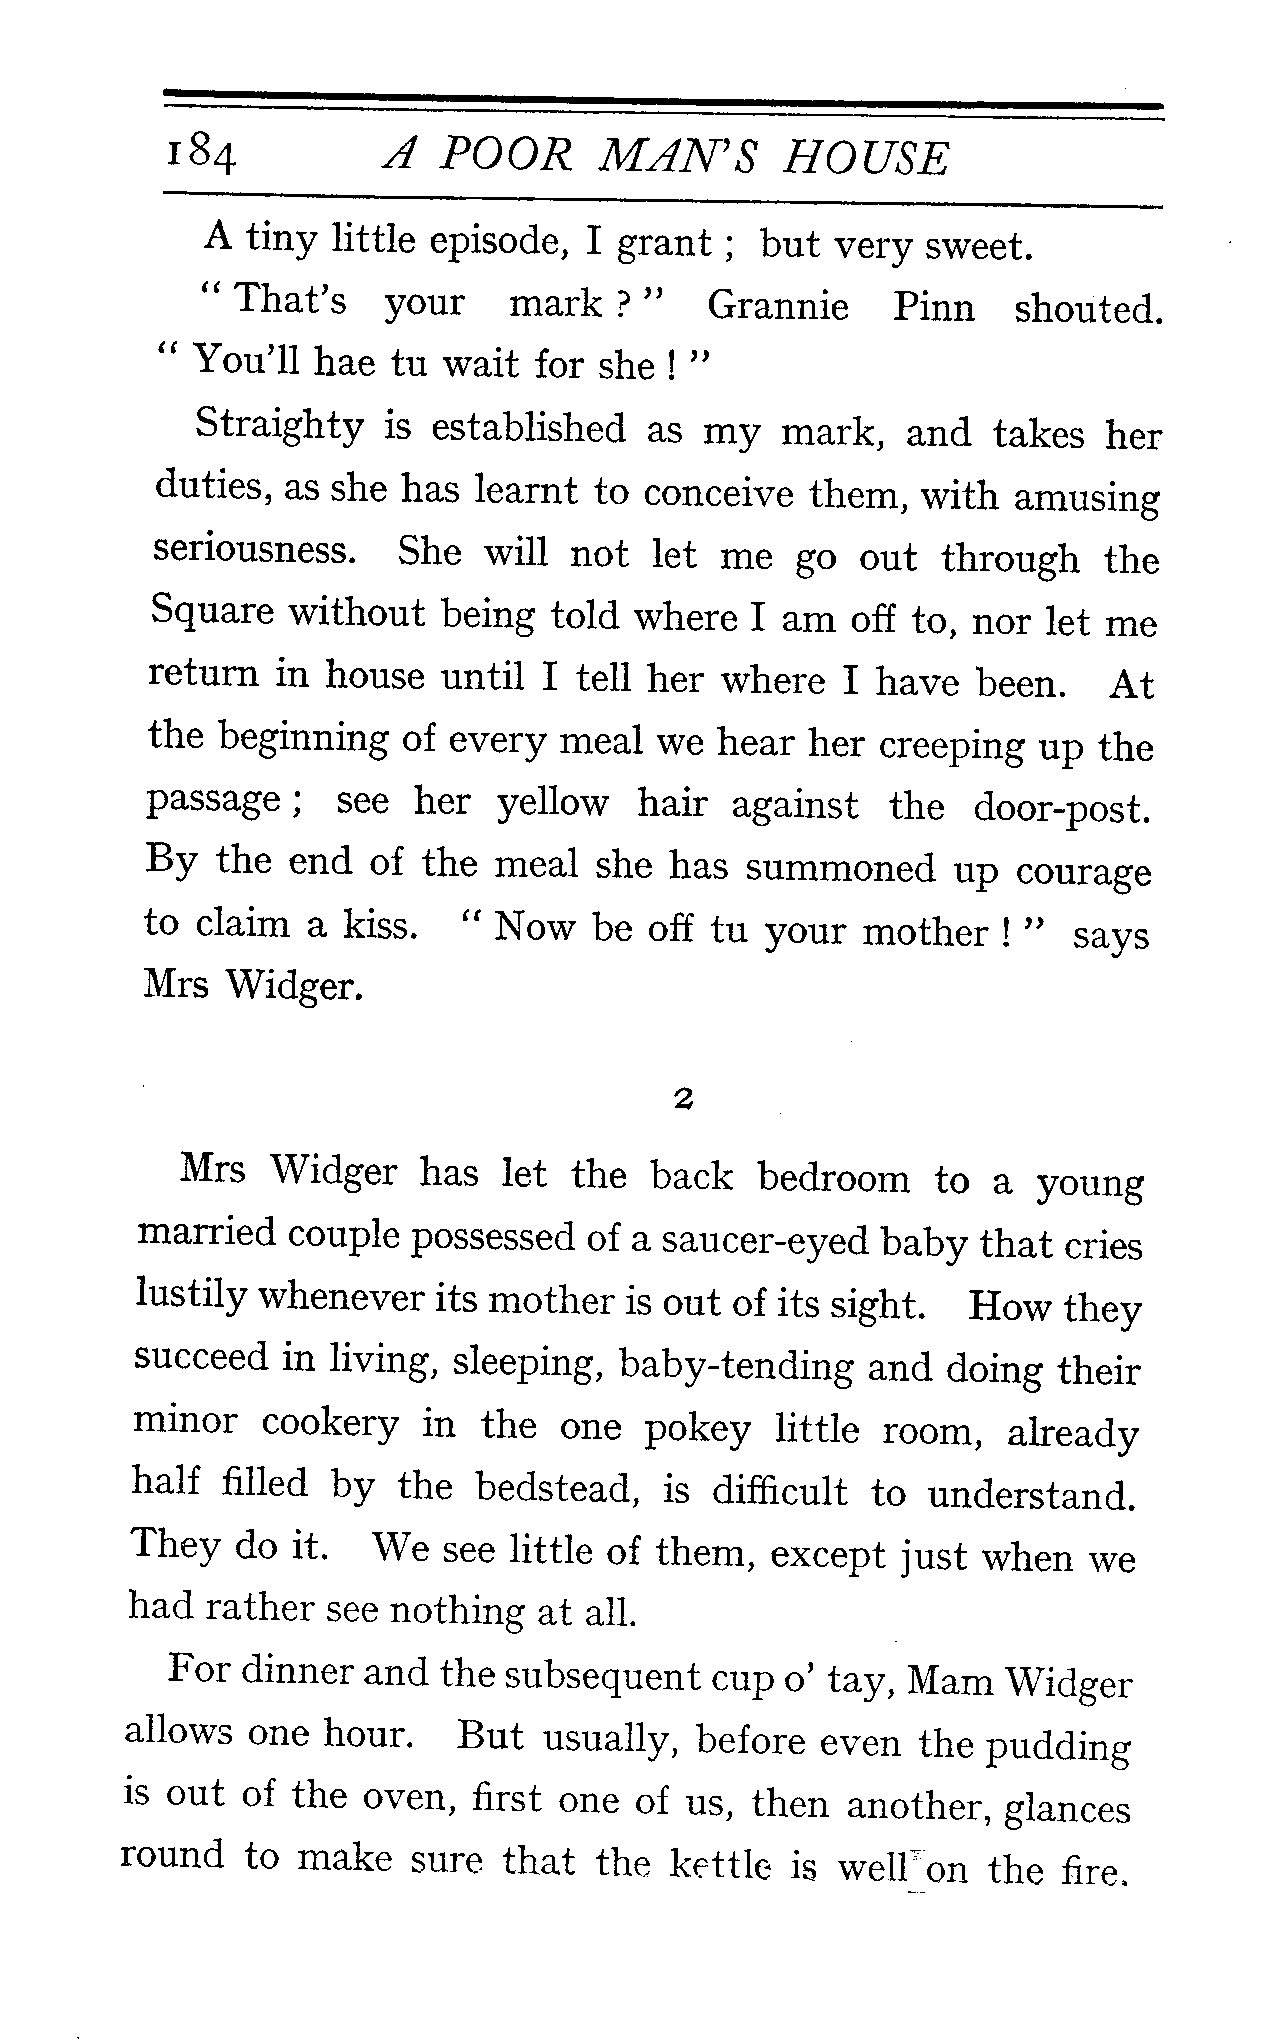 184 A POOR MAN'S HOUSE
A tiny little episode, I grant ; but very sweet.
" That's your mark ? " Grannie Pinn shouted.
" You'll hae tu wait for she ! "
Straighty is established as my mark, and takes her
duties, as she has learnt to conceive them, with amusing
seriousness. She will not let me go out through the
Square without being told where I am off to, nor let me
return in house until I tell her where I have been. At
the beginning of every meal we hear her creeping up the
passage ; see her yellow hair against the door-post.
By the end of the meal she has summoned up courage
to claim a kiss. " Now be off tu your mother ! " says
Mrs Widger.
2
Mrs Widger has let the back bedroom to a young
married couple possessed of a saucer-eyed baby that cries
lustily whenever its mother is out of its sight. How they
succeed in living, sleeping, baby-tending and doing their
minor cookery in the one pokey little room, already
half filled by the bedstead, is difficult to understand.
They do it. We see little of them, except just when we
had rather see nothing at all.
For dinner and the subsequent cup o' tay, Mam Widger
allows one hour. But usually, before even the pudding
is out of the oven, first one of us, then another, glances
round to make sure that the kettle is well on the fire.